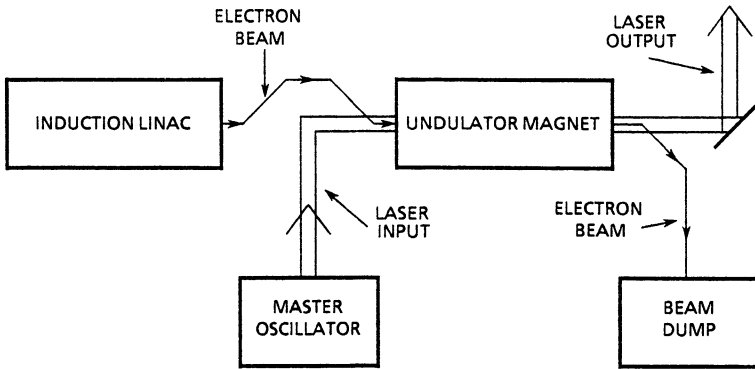 ELECTRON
BEAM
LASER
OUTPUT
INDUCTION LINAC
UNDULATOR MAGNET
LASER
INPUT
ELECTRON
BEAM
MASTER
OSCILLATOR
BEAM
DUMP